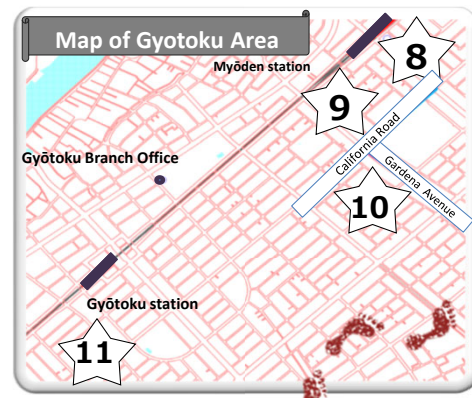 Map of Gyotoku Area
8
Myōden station
9
California Road
Gyōtoku Branch Office
Gardena Avenue
10
Gyōtoku station
11